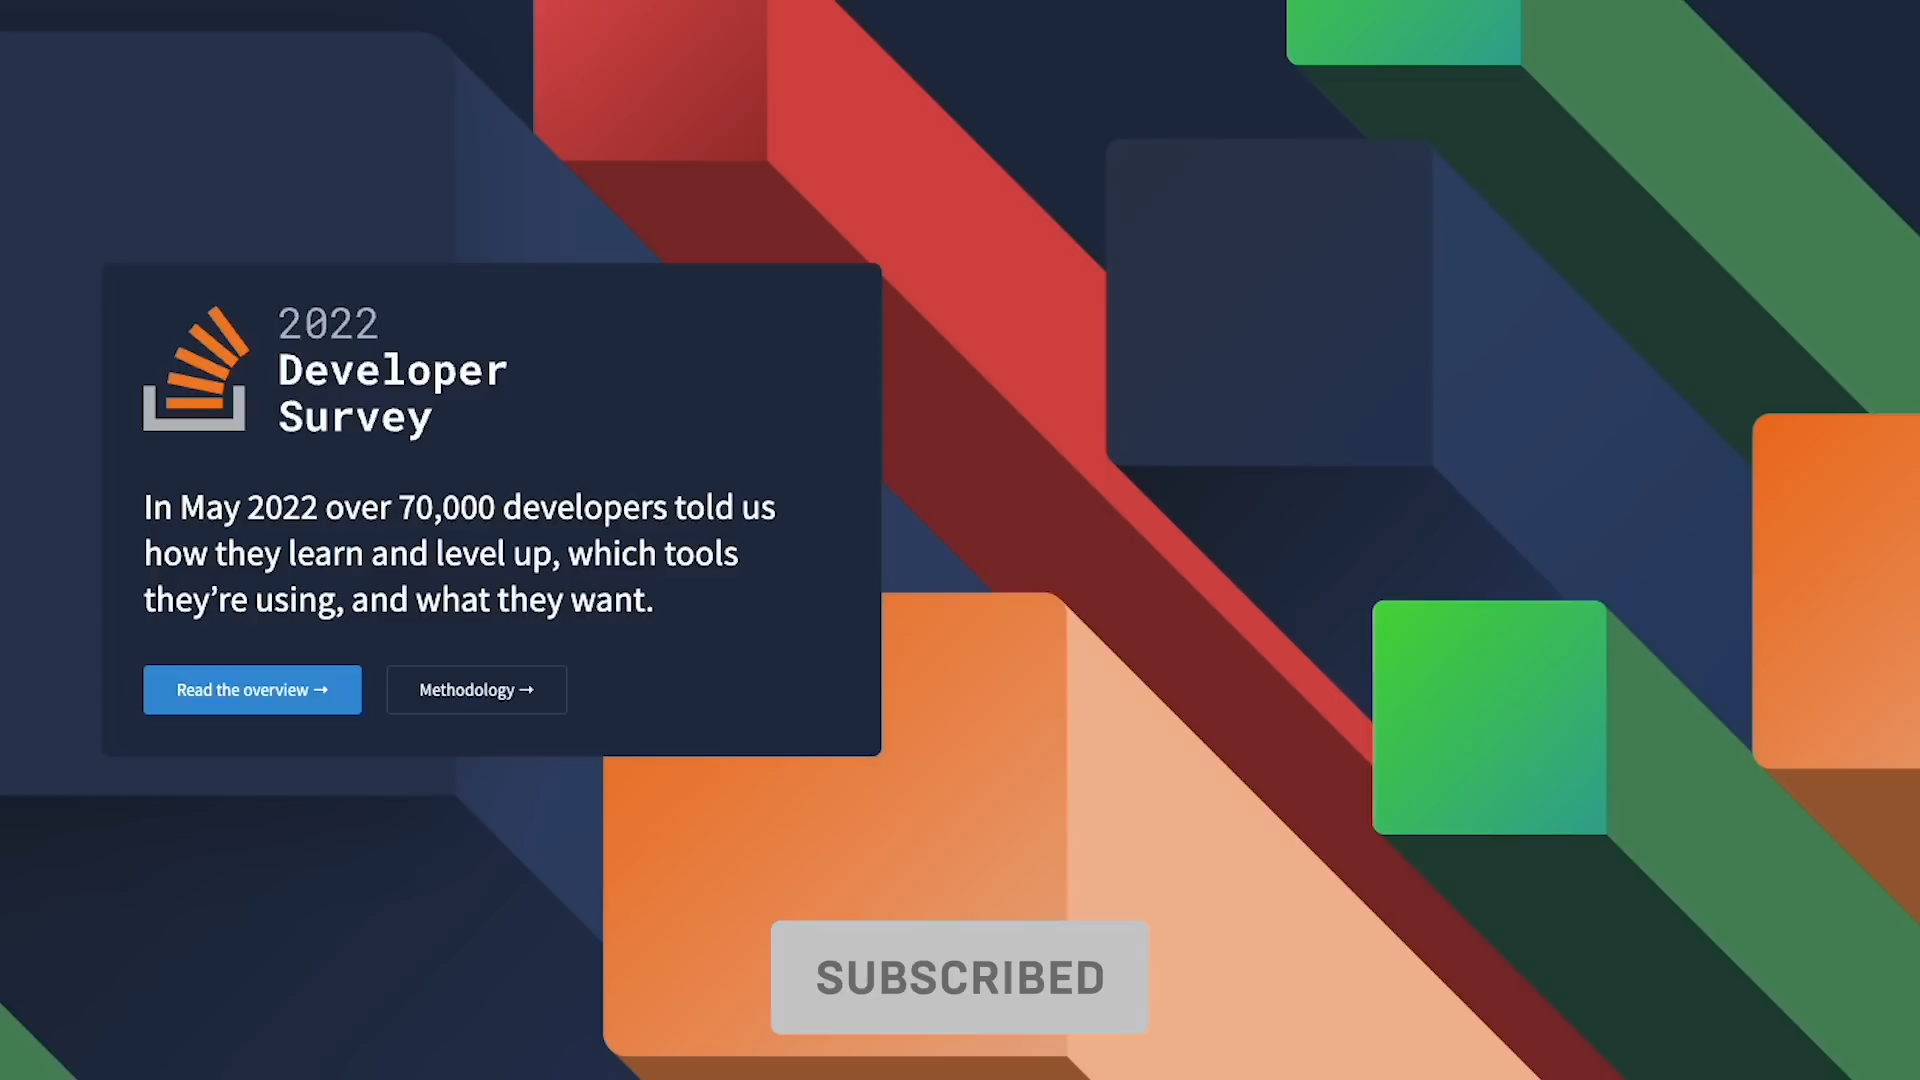 2022
Developer
Survey
In May 2022 over 70,000 developers told us
how they learn and level up, which tools
they’re using, and what they want.
Read the overview →
Methodology →
SUBSCRIBED